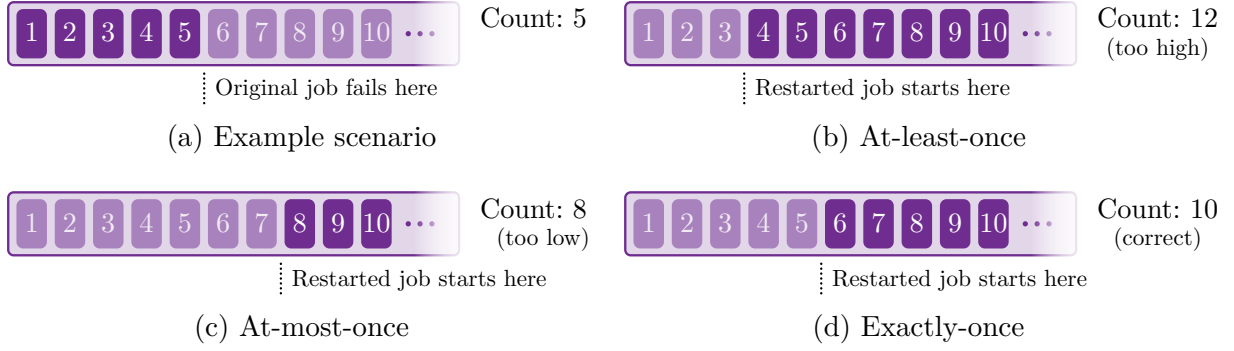 1 2 3 4 5 6 7 8 9 10 ...
Count: 5
Original job fails here
(a) Example scenario
1 2 3 4 5 6 7 8 9 10 ...
Count: 12
(too high)
Restarted job starts here
(b) At-least-once
1 2 3 4 5 6 7 8 9 10 ...
Count: 8
(too low)
Restarted job starts here
(c) At-most-once
1 2 3 4 5 6 7 8 9 10 ...
Count: 10
(correct)
Restarted job starts here
(d) Exactly-once